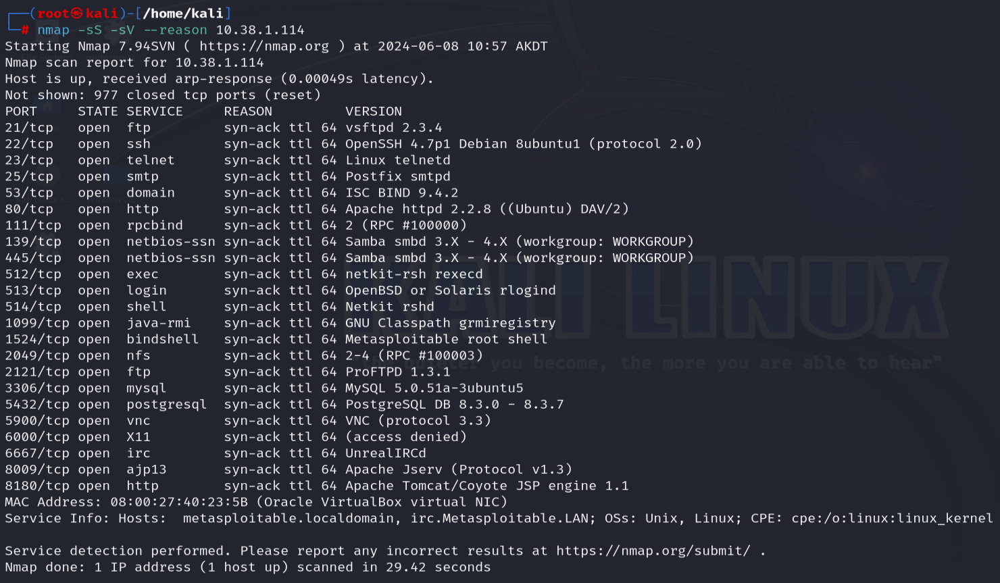 ┌──(root㉿kali)-[/home/kali]
└─# nmap -sS -sV --reason 10.38.1.114
Starting Nmap 7.94SVN ( https://nmap.org ) at 2024-06-08 10:57 AKDT
Nmap scan report for 10.38.1.114
Host is up, received arp-response (0.00049s latency).
Not shown: 977 closed tcp ports (reset)
PORT     STATE SERVICE     REASON         VERSION
21/tcp   open  ftp         syn-ack ttl 64 vsftpd 2.3.4
22/tcp   open  ssh         syn-ack ttl 64 OpenSSH 4.7p1 Debian 8ubuntu1 (protocol 2.0)
23/tcp   open  telnet      syn-ack ttl 64 Linux telnetd
25/tcp   open  smtp        syn-ack ttl 64 Postfix smtpd
53/tcp   open  domain      syn-ack ttl 64 ISC BIND 9.4.2
80/tcp   open  http        syn-ack ttl 64 Apache httpd 2.2.8 ((Ubuntu) DAV/2)
111/tcp  open  rpcbind     syn-ack ttl 64 2 (RPC #100000)
139/tcp  open  netbios-ssn syn-ack ttl 64 Samba smbd 3.X - 4.X (workgroup: WORKGROUP)
445/tcp  open  netbios-ssn syn-ack ttl 64 Samba smbd 3.X - 4.X (workgroup: WORKGROUP)
512/tcp  open  exec        syn-ack ttl 64 netkit-rsh rexecd
513/tcp  open  login       syn-ack ttl 64 OpenBSD or Solaris rlogind
514/tcp  open  shell       syn-ack ttl 64 Netkit rshd
1099/tcp open  java-rmi    syn-ack ttl 64 GNU Classpath grmiregistry
1524/tcp open  bindshell   syn-ack ttl 64 Metasploitable root shell
2049/tcp open  nfs         syn-ack ttl 64 2-4 (RPC #100003)
2121/tcp open  ftp         syn-ack ttl 64 ProFTPD 1.3.1
3306/tcp open  mysql       syn-ack ttl 64 MySQL 5.0.51a-3ubuntu5
5432/tcp open  postgresql  syn-ack ttl 64 PostgreSQL DB 8.3.0 - 8.3.7
5900/tcp open  vnc         syn-ack ttl 64 VNC (protocol 3.3)
6000/tcp open  X11         syn-ack ttl 64 (access denied)
6667/tcp open  irc         syn-ack ttl 64 UnrealIRCd
8009/tcp open  ajp13       syn-ack ttl 64 Apache Jserv (Protocol v1.3)
8180/tcp open  http        syn-ack ttl 64 Apache Tomcat/Coyote JSP engine 1.1
MAC Address: 08:00:27:40:23:5B (Oracle VirtualBox virtual NIC)
Service Info: Hosts:  metasploitable.localdomain, irc.Metasploitable.LAN; OSs: Unix, Linux; CPE: cpe:/o:linux:linux_kernel
Service detection performed. Please report any incorrect results at https://nmap.org/submit/ .
Nmap done: 1 IP address (1 host up) scanned in 29.42 seconds
KALI LINUX
you become, the more you are able to hear"